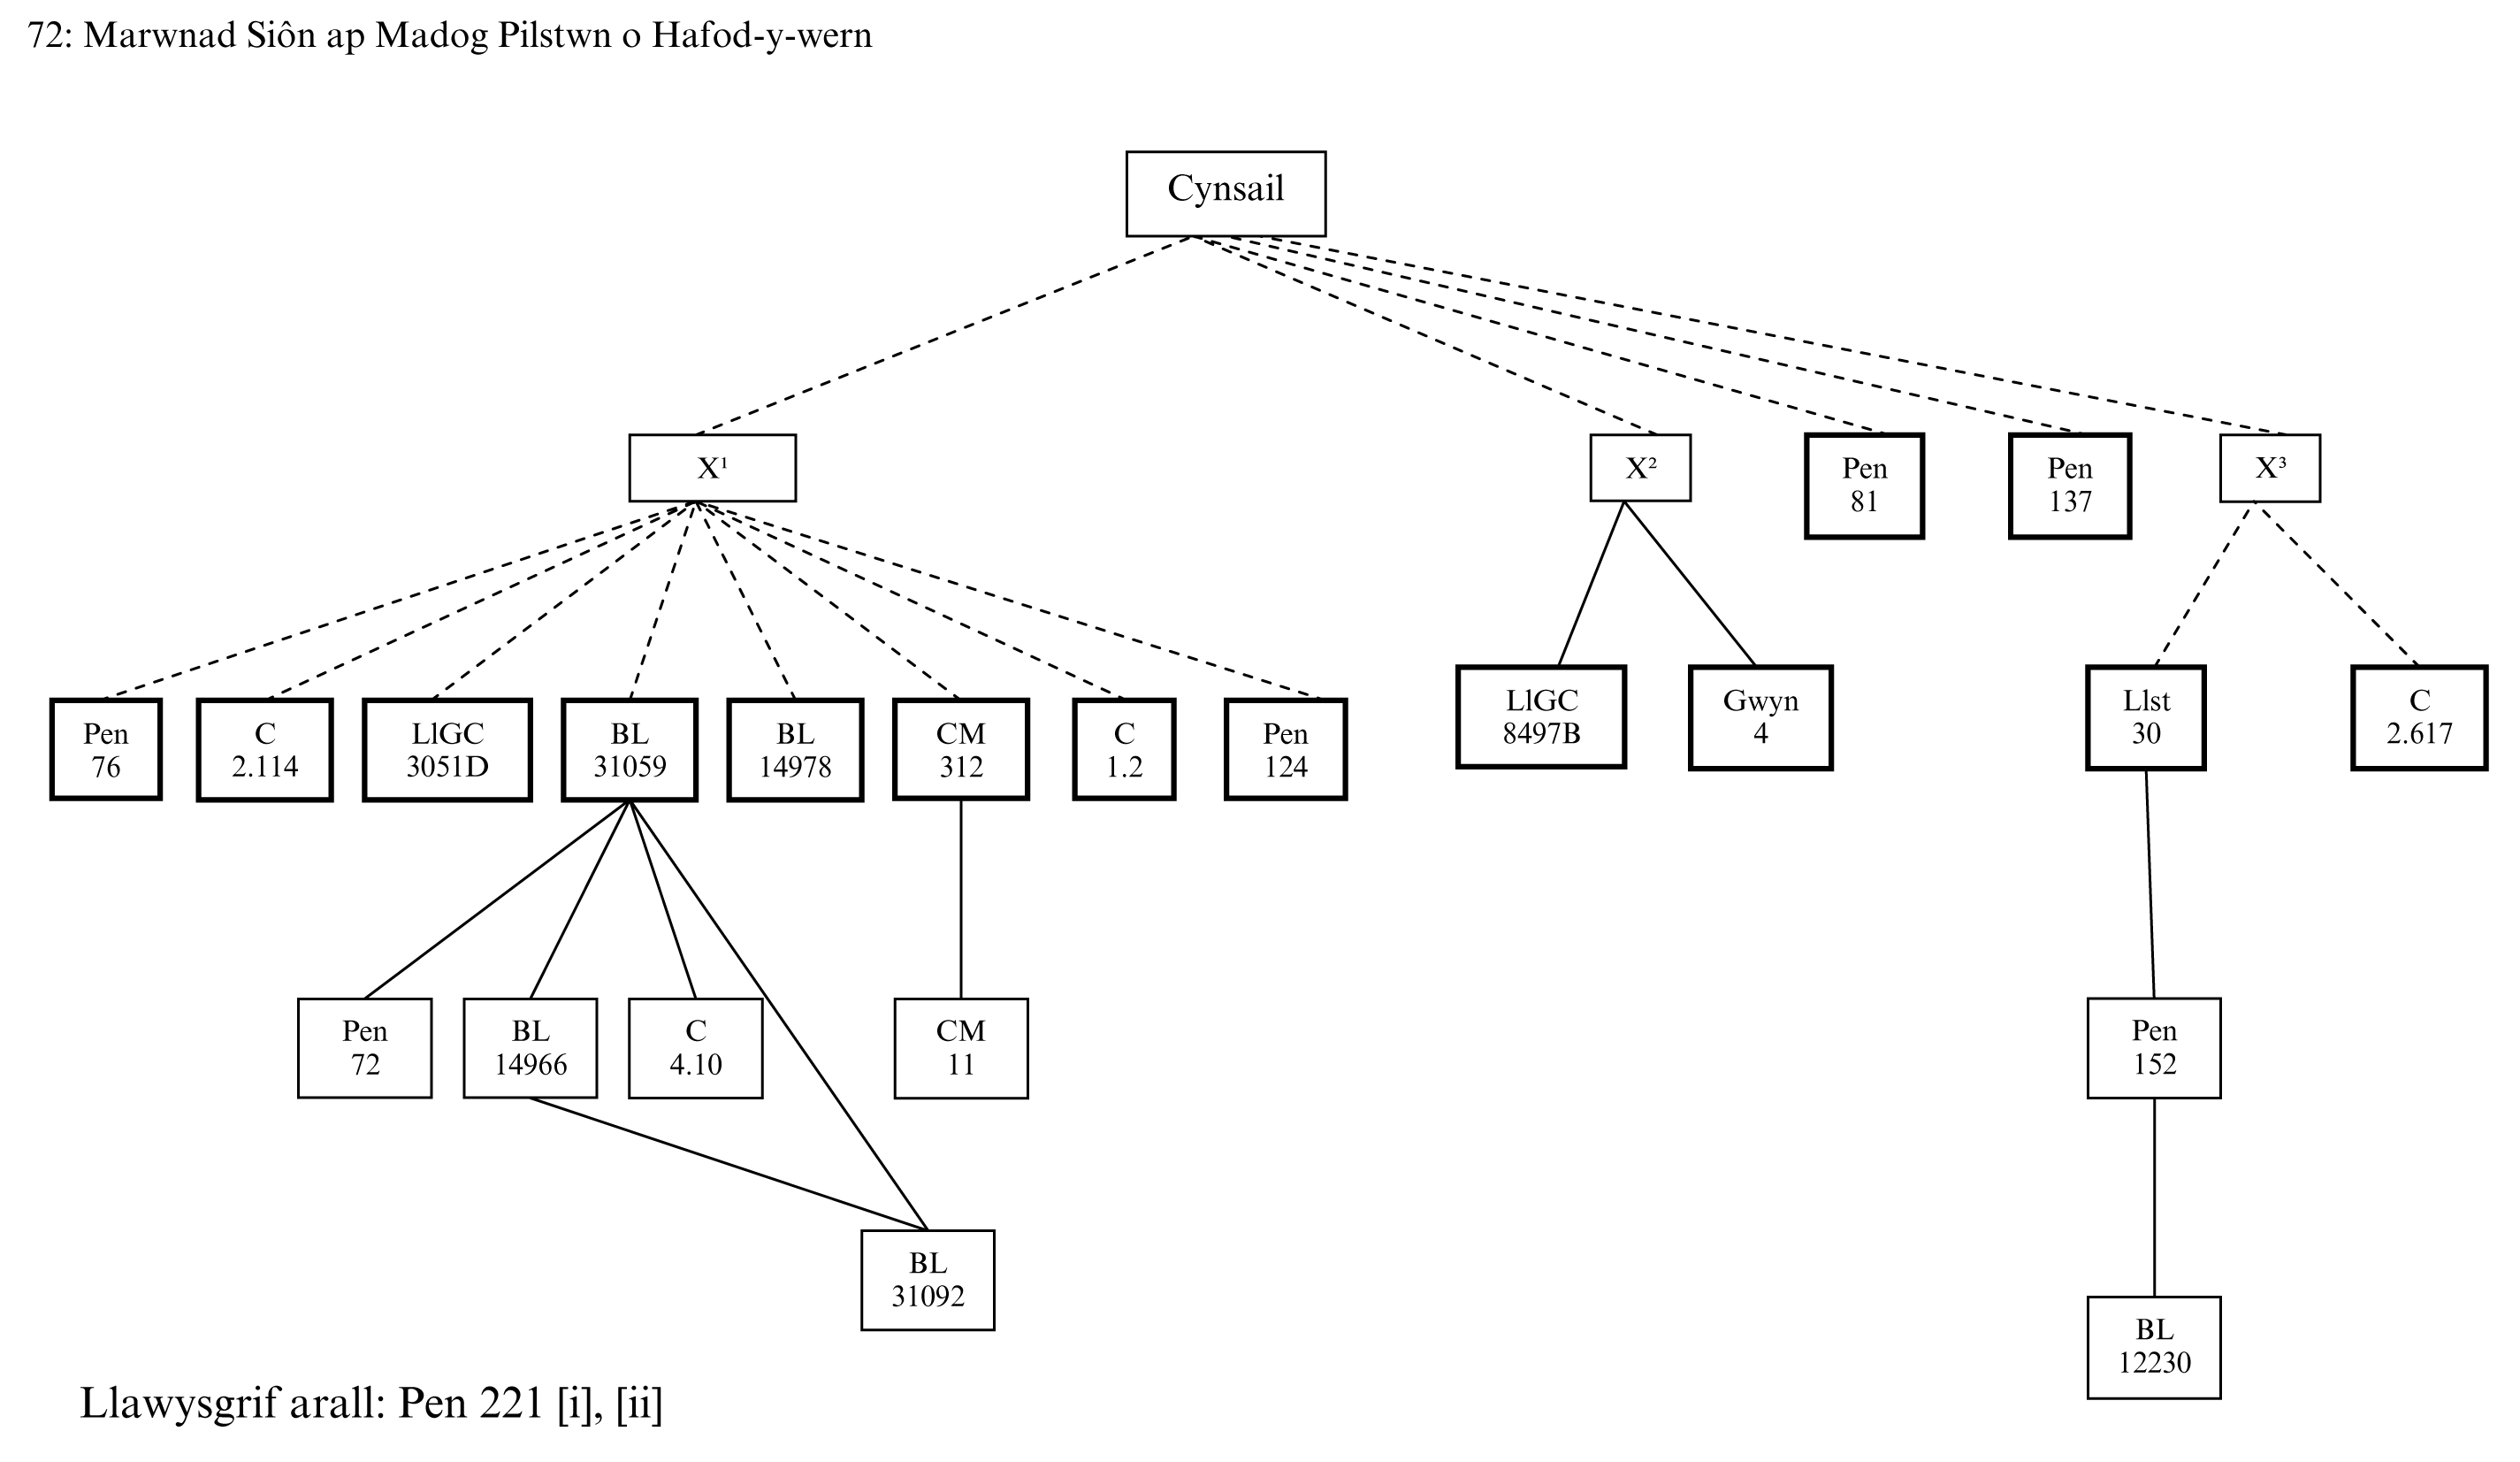 72: Marwnad Siôn ap Madog Pilstwn o Hafod-y-wern
Cynsail
X¹
X²
Pen
81
Pen
137
X³
Pen
76
C
2.114
LlGC
3051D
BL
31059
BL
14978
CM
312
C
1.2
Pen
124
LlGC
8497B
Gwyn
4
Llst
30
C
2.617
Pen
72
BL
14966
C
4.10
CM
11
Pen
152
BL
31092
BL
12230
Llawysgrif arall: Pen 221 [i], [ii]